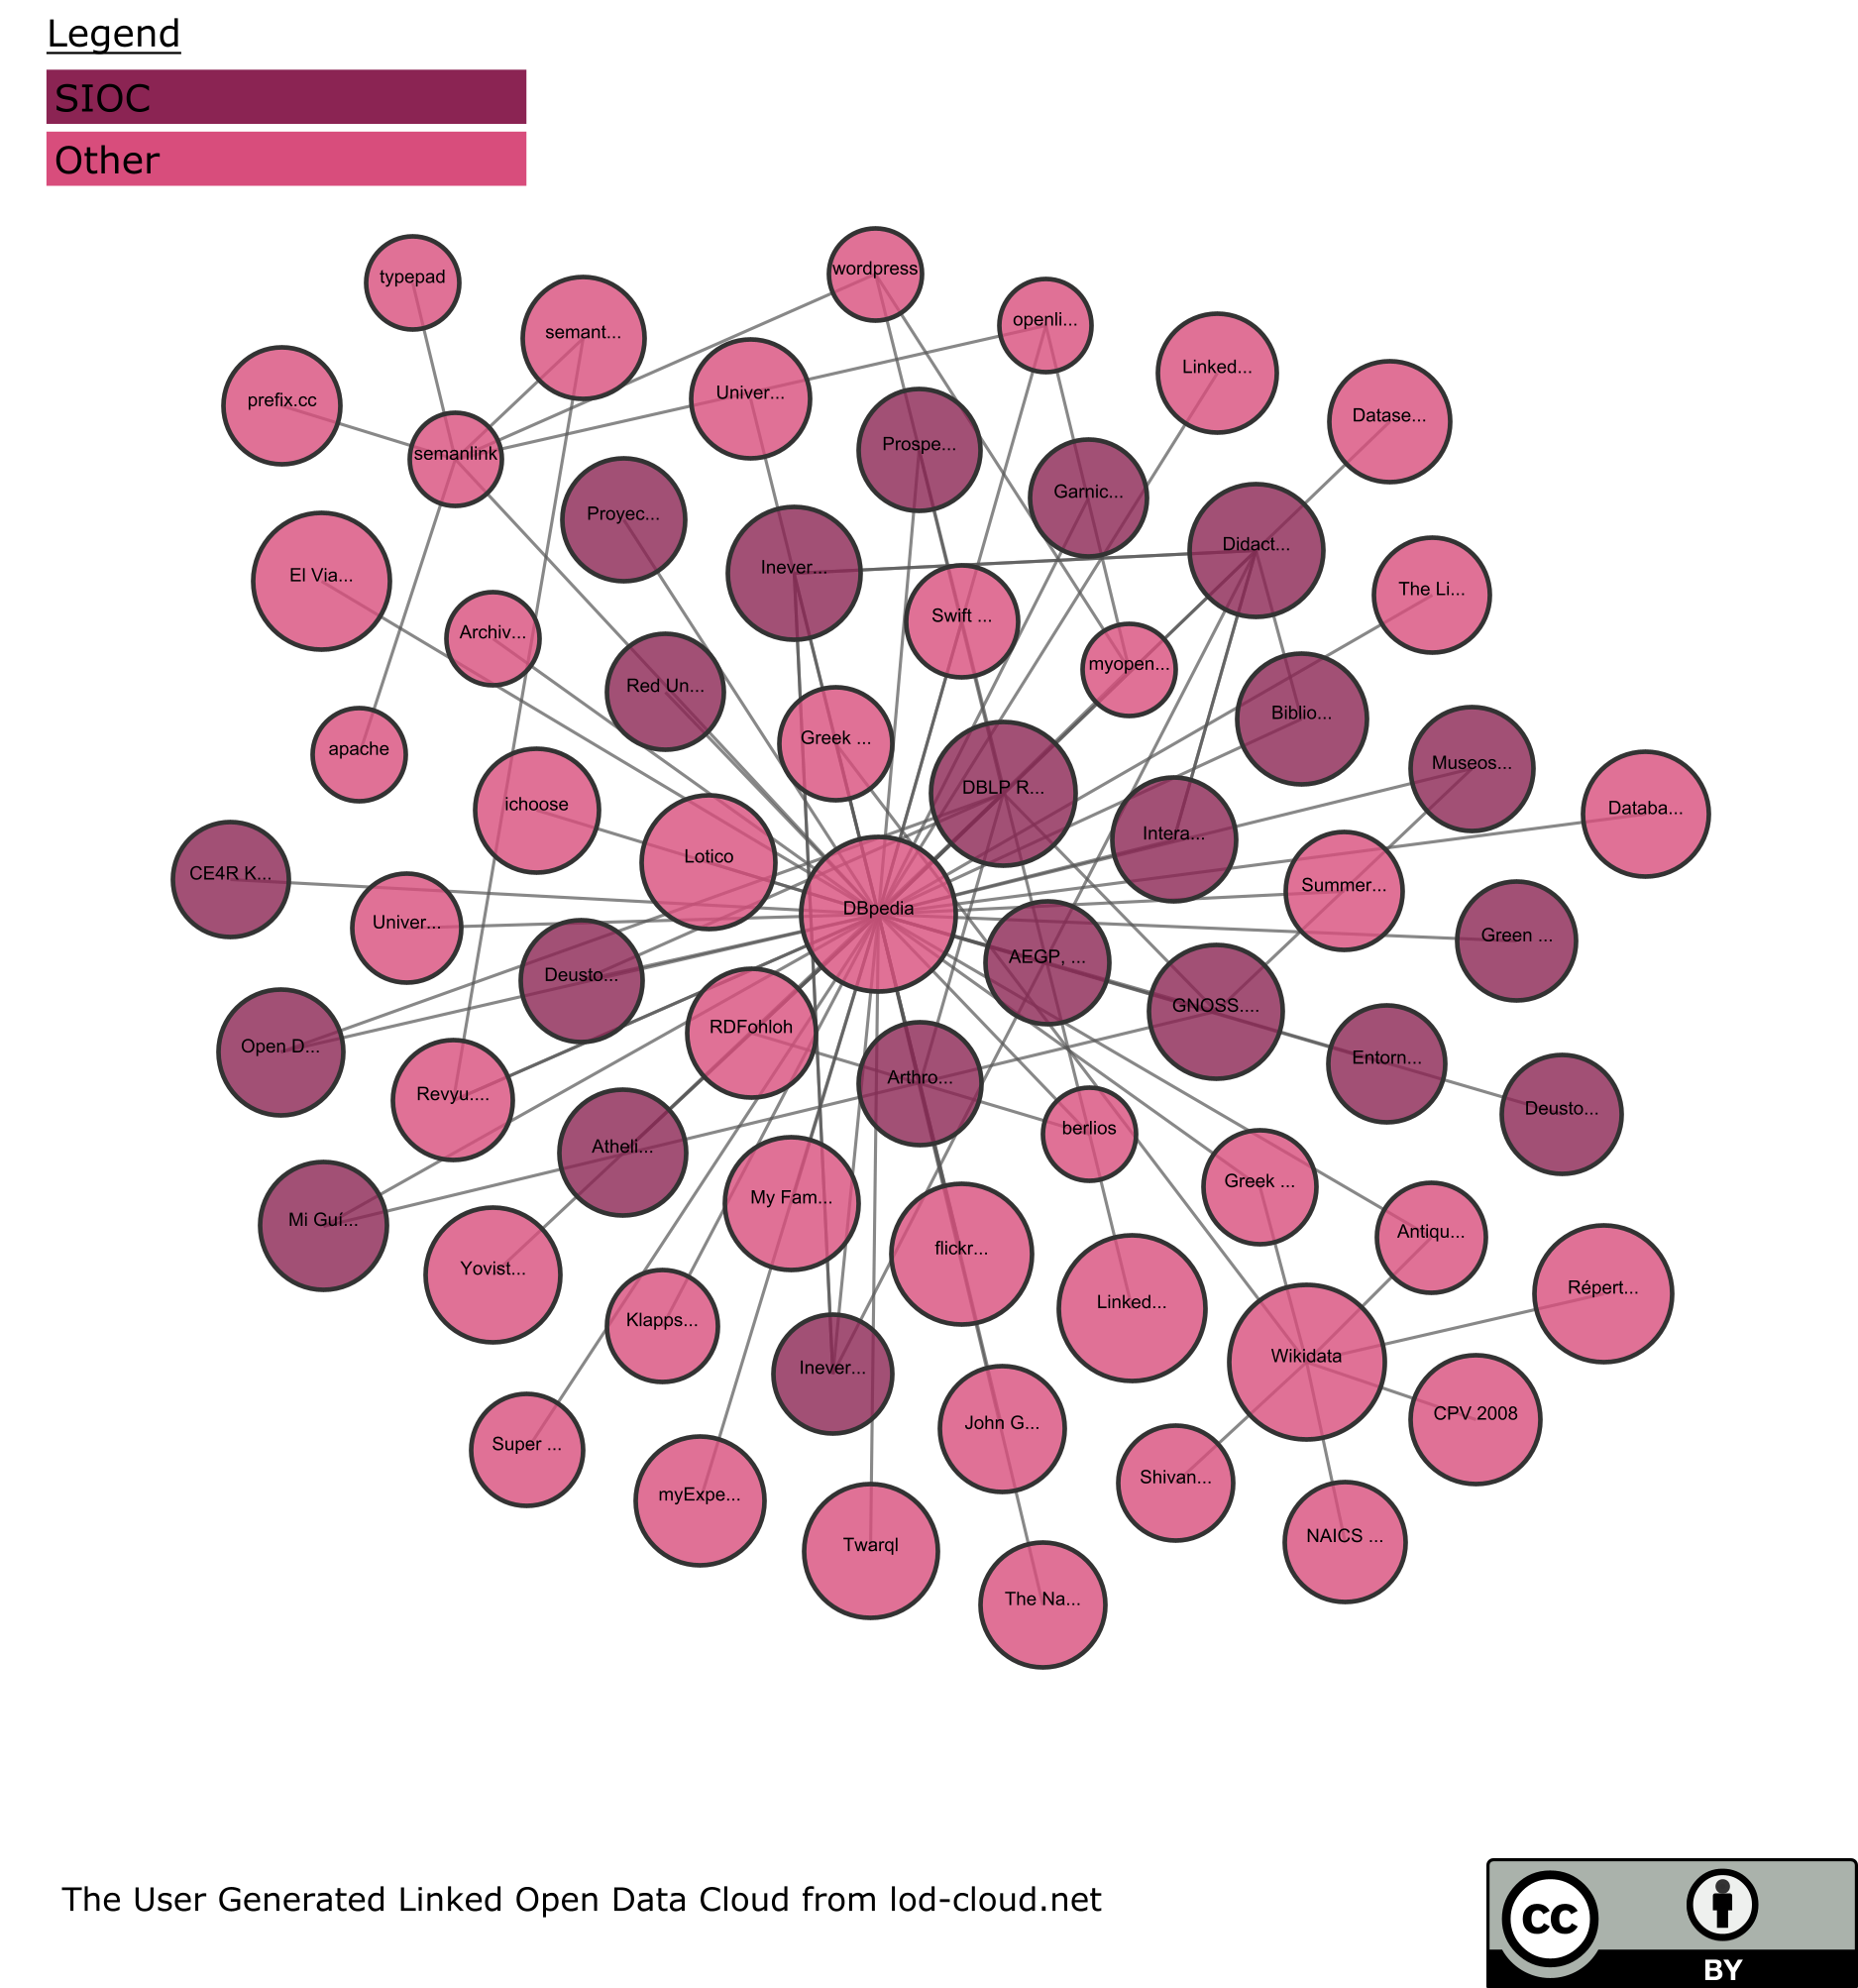 Legend
SIOC
Other
wordpress
typepad
openli...
semant...
Linked...
Univer...
prefix.cc
Datase...
Prospe...
semanlink
Garnic...
Proyec...
Didact...
Inever...
El Via...
The Li...
Swift ...
Archiv...
myopen...
Red Un...
Biblio...
Greek ...
apache
Museos...
DBLP R...
ichoose
Databa...
Intera...
Lotico
CE4R K...
Summer...
DBpedia
Univer...
Green ...
AEGP, ...
Deusto...
GNOSS....
RDFohloh
Open D...
Entorn...
Arthro...
Revyu....
Deusto...
berlios
Atheli...
Greek ...
My Fam...
Mi Guí...
Antiqu...
flickr...
Yovist...
Répert...
Linked...
Klapps...
Wikidata
Inever...
CPV 2008
John G...
Super ...
Shivan...
myExpe...
NAICS ...
Twarql
The Na...
The User Generated Linked Open Data Cloud from lod-cloud.net
cc
BY